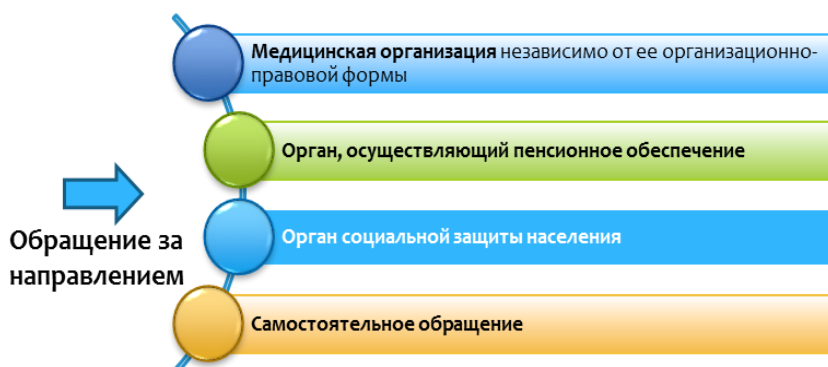 Медицинская организация независимо от ее организационно-
правовой формы
Орган, осуществляющий пенсионное обеспечение
Обращение за
направлением
Орган социальной защиты населения
Самостоятельное обращение